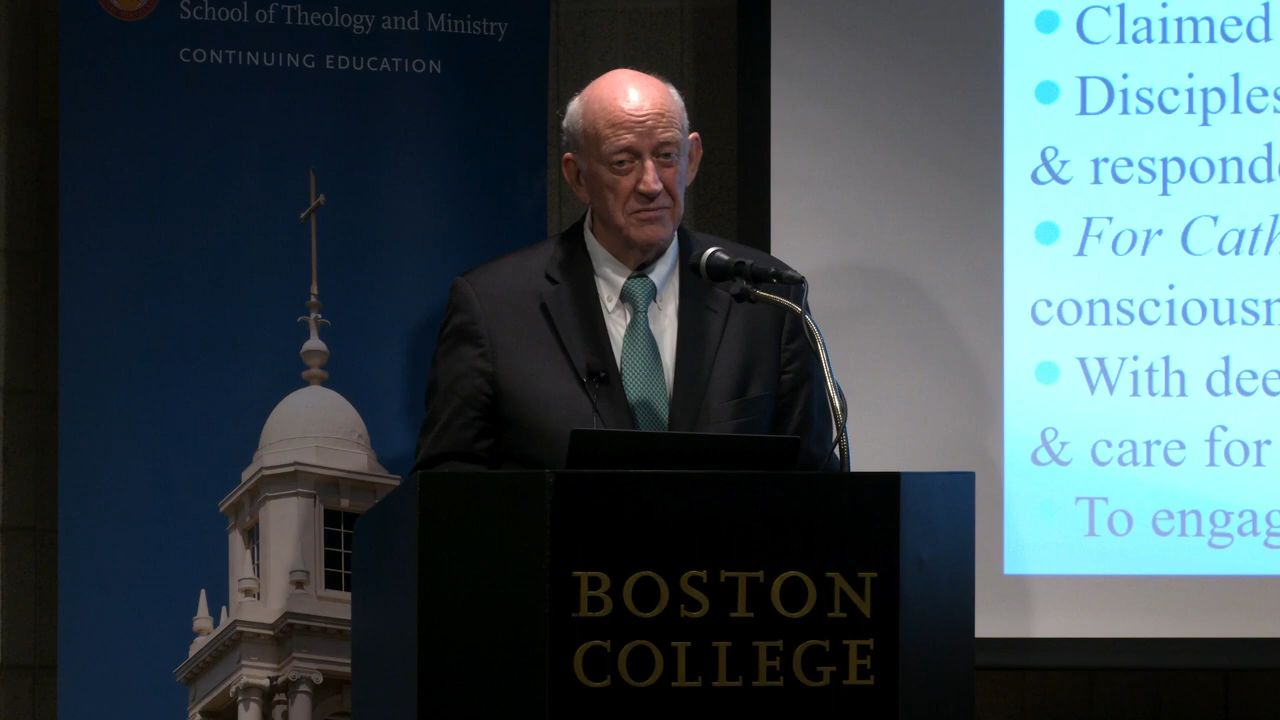 School of Theology and Ministry
CONTINUING EDUCATION
• Claimed
• Disciples
& respond
• For Cath
consciousn
• With dee
& care for
To engag
BOSTON
COLLEGE